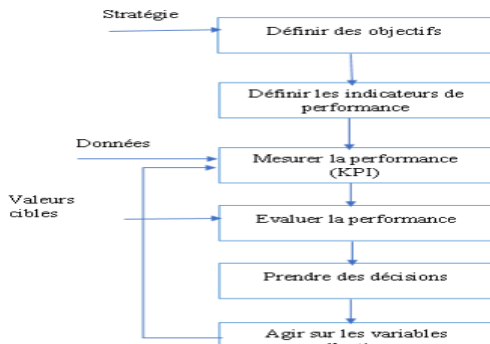 Stratégie
Définir des objectifs
Définir les indicateurs de
performance
Données
Mesurer la performance
(KPI)
Valeurs
cibles
Evaluer la performance
Prendre des décisions
Agir sur les variables